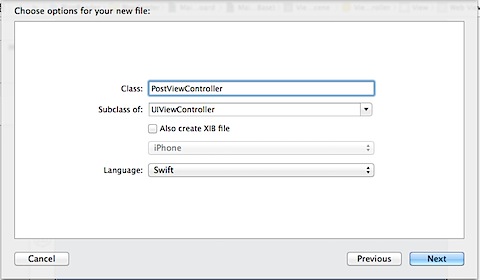 Choose options for your new file:
Class: PostViewController
Subclass of: UIViewController
Also create XIB file
iPhone
Language: Swift
Cancel Previous Next